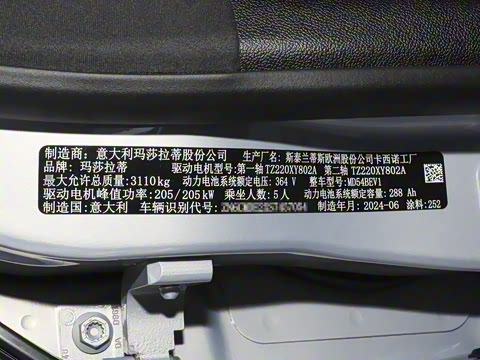 制造商：意大利玛莎拉蒂股份公司 生产厂名：斯泰兰蒂斯欧洲股份公司卡西诺工厂
品牌：玛莎拉蒂 驱动电机型号：第一轴 TZ220XY802A 第二轴 TZ220XY802A
最大允许总质量：3110kg 动力电池系统额定电压：364 V 整车型号：MD54BEV1
驱动电机峰值功率：205/205kW 乘坐人数：5人 动力电池系统额定容量：288 Ah
制造国：意大利 车辆识别代号： 制造年月：2024-06 涂料：252